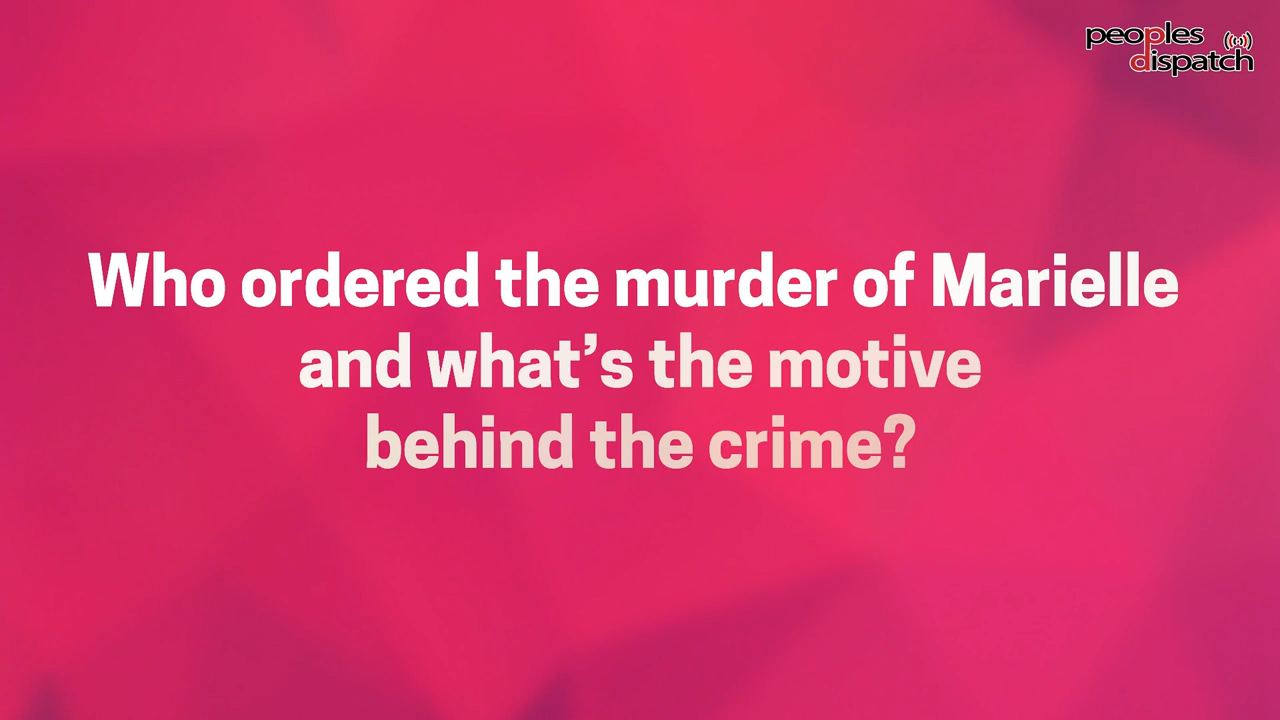 peoples
dispatch
Who ordered the murder of Marielle
and what’s the motive
behind the crime?